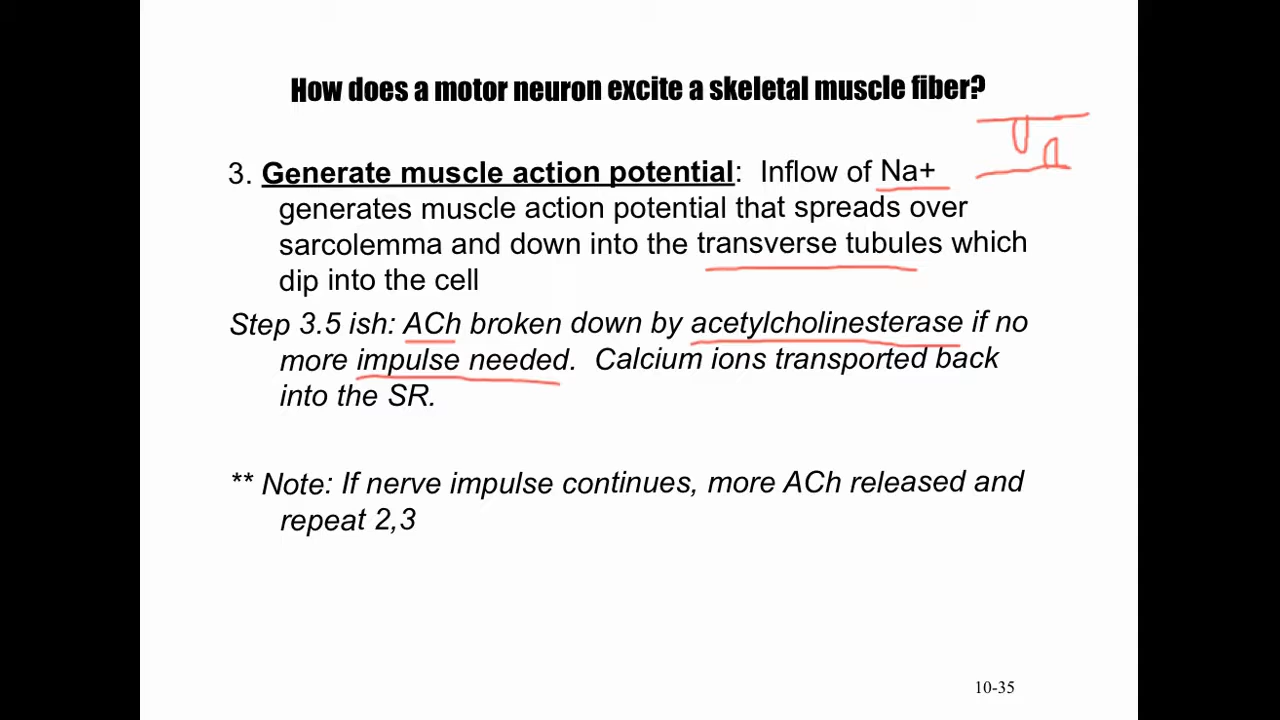 How does a motor neuron excite a skeletal muscle fiber?
3. Generate muscle action potential: Inflow of Na+
generates muscle action potential that spreads over
sarcolemma and down into the transverse tubules which
dip into the cell
Step 3.5 ish: ACh broken down by acetylcholinesterase if no
more impulse needed. Calcium ions transported back
into the SR.
** Note: If nerve impulse continues, more ACh released and
repeat 2,3
10-35